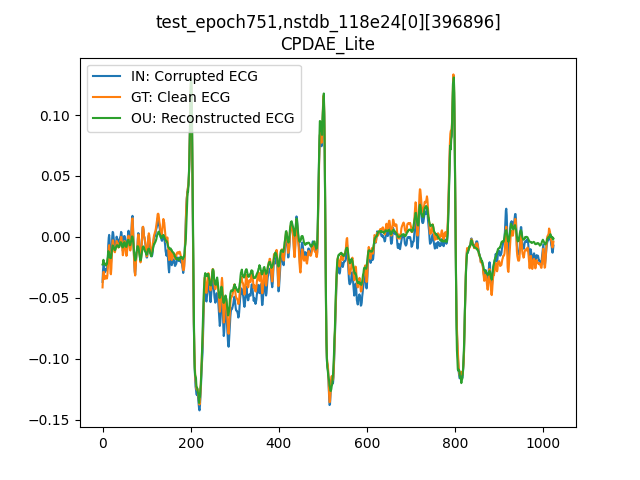 test_epoch751,nstdb_118e24[0][396896]
CPDAE_Lite
IN: Corrupted ECG
GT: Clean ECG
OU: Reconstructed ECG
0.10
0.05
0.00
−0.05
−0.10
−0.15
0 200 400 600 800 1000